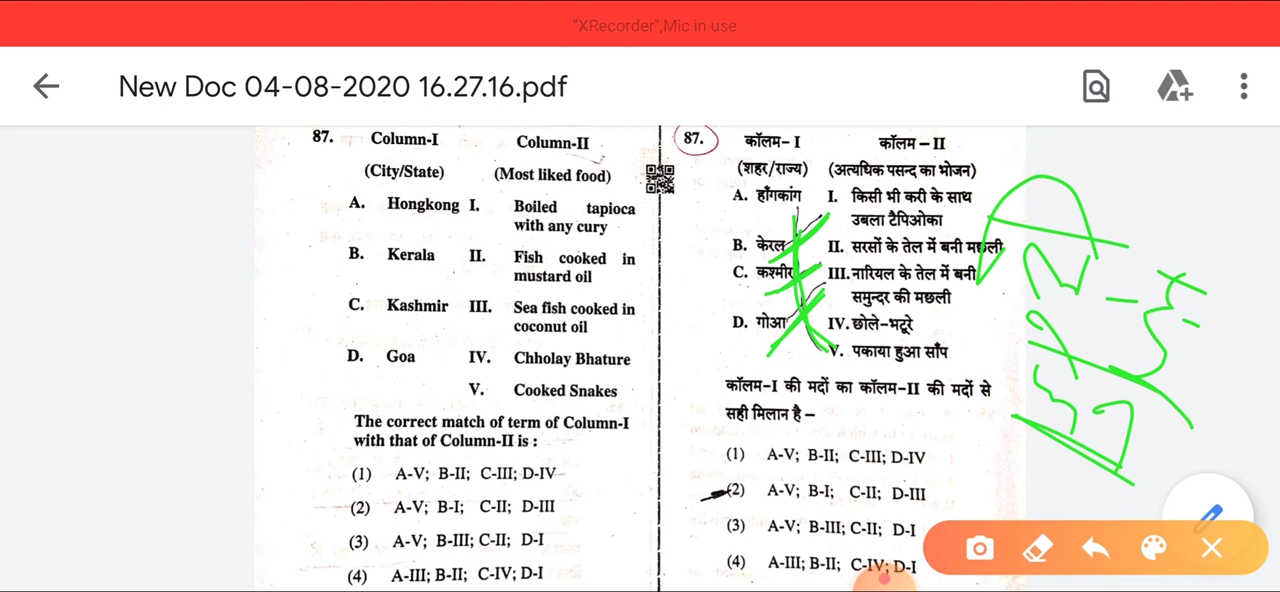 "XRecorder",Mic in use
New Doc 04-08-2020 16.27.16.pdf
87. Column-I Column-II
(City/State) (Most liked food)
A. Hongkong I. Boiled tapioca
with any cury
B. Kerala II. Fish cooked in
mustard oil
C. Kashmir III. Sea fish cooked in
coconut oil
D. Goa IV. Chholay Bhature
V. Cooked Snakes
The correct match of term of Column-I
with that of Column-II is :
(1) A-V; B-II; C-III; D-IV
(2) A-V; B-I; C-II; D-III
(3) A-V; B-III; C-II; D-I
(4) A-III; B-II; C-IV; D-I
87. कॉलम- I कॉलम – II
(शहर/राज्य) (अत्यधिक पसन्द का भोजन)
A. हाँगकांग I. किसी भी करी के साथ
उबला टैपिओका
B. केरल II. सरसों के तेल में बनी मछली
C. कश्मीर III. नारियल के तेल में बनी
समुन्दर की मछली
D. गोआ IV. छोले-भटूरे
V. पकाया हुआ साँप
कॉलम-I की मदों का कॉलम-II की मदों से
सही मिलान है –
(1) A-V; B-II; C-III; D-IV
(2) A-V; B-I; C-II; D-III
(3) A-V; B-III; C-II; D-I
(4) A-III; B-II; C-IV; D-I